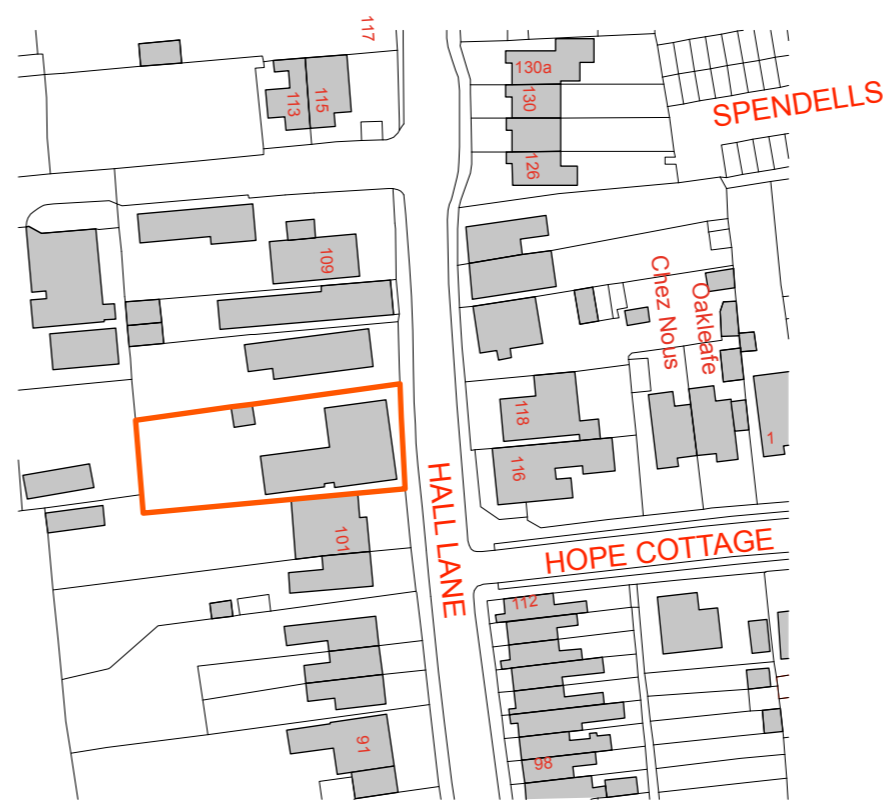 117
130a
SPENDELLS
113
115
130
126
109
Chez Nous
Oakleafe
118
1
116
HALL LANE
101
HOPE COTTAGE
112
91
98